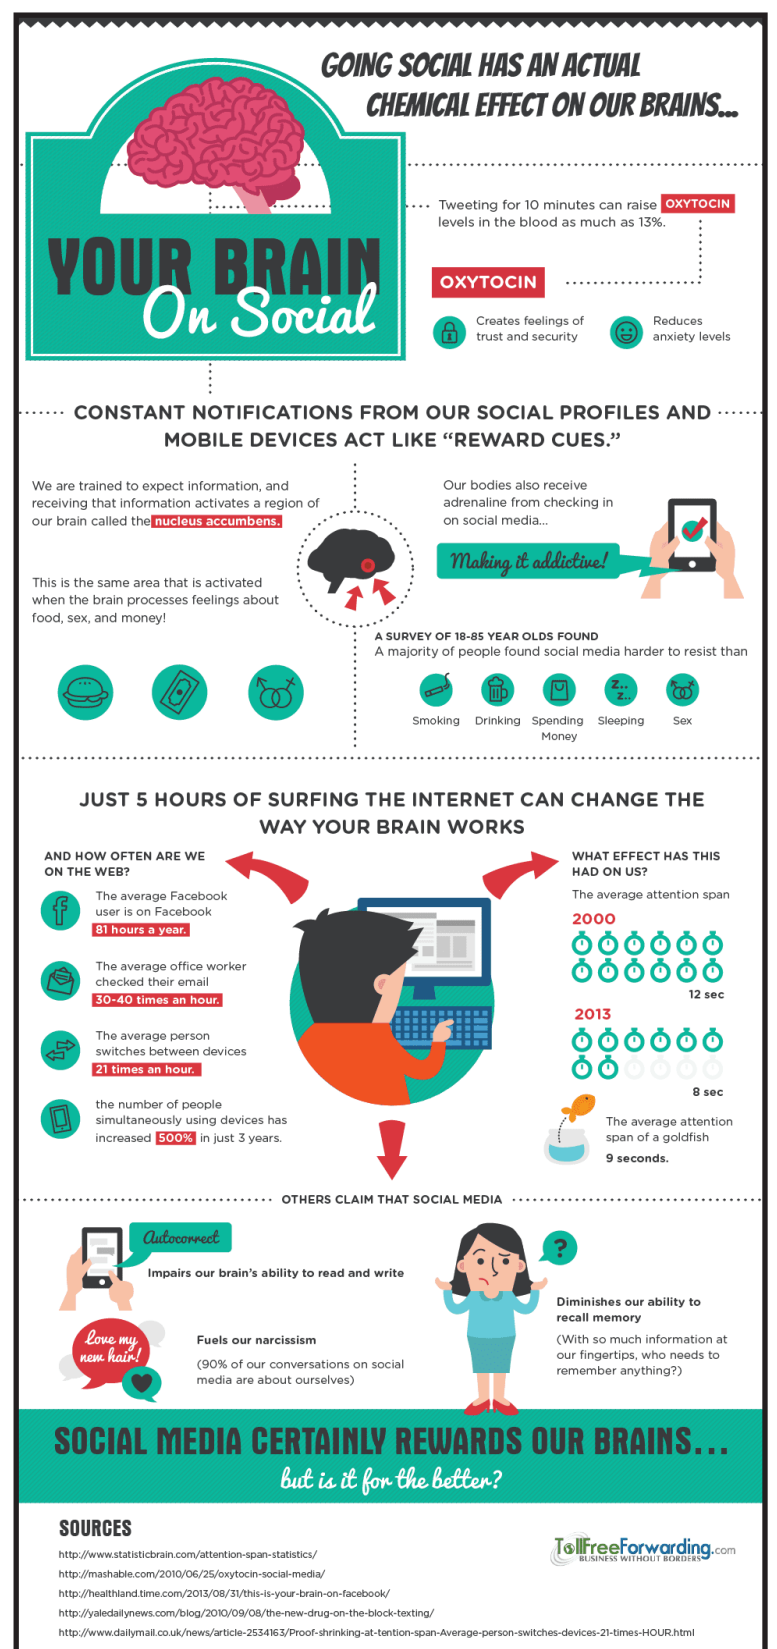 GOING SOCIAL HAS AN ACTUAL
CHEMICAL EFFECT ON OUR BRAINS...
YOUR BRAIN
On Social
Tweeting for 10 minutes can raise OXYTOCIN
levels in the blood as much as 13%.
OXYTOCIN
Creates feelings of
trust and security
Reduces
anxiety levels
CONSTANT NOTIFICATIONS FROM OUR SOCIAL PROFILES AND
MOBILE DEVICES ACT LIKE “REWARD CUES.”
We are trained to expect information, and
receiving that information activates a region of
our brain called the nucleus accumbens.
This is the same area that is activated
when the brain processes feelings about
food, sex, and money!
Our bodies also receive
adrenaline from checking in
on social media...
Making it addictive!
A SURVEY OF 18-85 YEAR OLDS FOUND
A majority of people found social media harder to resist than
z..
z..
Smoking
Drinking
Spending
Money
Sleeping
Sex
JUST 5 HOURS OF SURFING THE INTERNET CAN CHANGE THE
WAY YOUR BRAIN WORKS
AND HOW OFTEN ARE WE
ON THE WEB?
f
The average Facebook
user is on Facebook
81 hours a year.
The average office worker
checked their email
30-40 times an hour.
The average person
switches between devices
21 times an hour.
the number of people
simultaneously using devices has
increased 500% in just 3 years.
WHAT EFFECT HAS THIS
HAD ON US?
The average attention span
2000
12 sec
2013
8 sec
The average attention
span of a goldfish
9 seconds.
OTHERS CLAIM THAT SOCIAL MEDIA
Autocorrect
Impairs our brain’s ability to read and write
Love my
new hair!
Fuels our narcissism
(90% of our conversations on social
media are about ourselves)
?
Diminishes our ability to
recall memory
(With so much information at
our fingertips, who needs to
remember anything?)
SOCIAL MEDIA CERTAINLY REWARDS OUR BRAINS...
but is it for the better?
SOURCES
http://www.statisticbrain.com/attention-span-statistics/
http://mashable.com/2010/06/25/oxytocin-social-media/
http://healthland.time.com/2013/08/31/this-is-your-brain-on-facebook/
http://yaledailynews.com/blog/2010/09/08/the-new-drug-on-the-block-texting/
http://www.dailymail.co.uk/news/article-2534163/Proof-shrinking-at-tention-span-Average-person-switches-devices-21-times-HOUR.html
TollFreeForwarding.com
BUSINESS WITHOUT BORDERS